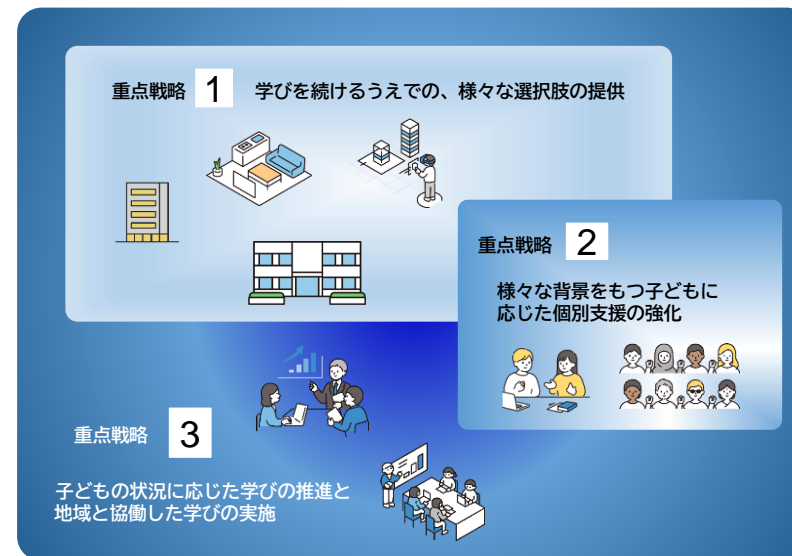 重点戦略 1 学びを続けるうえでの、様々な選択肢の提供
重点戦略 2
様々な背景をもつ子どもに
応じた個別支援の強化
重点戦略 3
子どもの状況に応じた学びの推進と
地域と協働した学びの実施